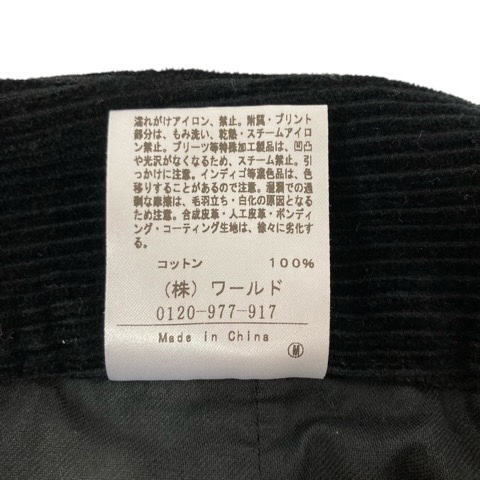 濡れがけアイロン、禁止。附属・プリント
部分は、もみ洗い、乾燥・スチームアイロ
ン禁止。プリーツ等特殊加工製品は、凹凸
や光沢がなくなるため、スチーム禁止。引
っかけに注意。インディゴ等濃色品は、色
移りすることがあるので注意。湿潤での過
剰な摩擦は、毛羽立ち・白化の原因となる
ため注意。合成皮革・人工皮革・ボンディ
ング・コーティング生地は、徐々に劣化す
る。
コットン 100%
(株)ワールド
0120-977-917
Made in China
M